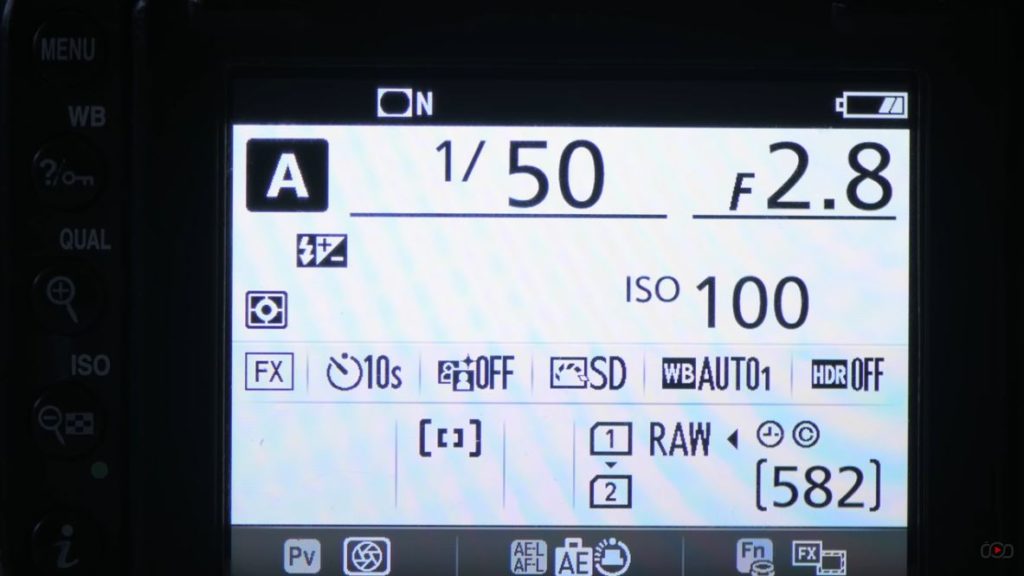 MENU
N
WB
A 1/50 F2.8
?/
QUAL
ISO 100
ISO
FX 10s OFF SD WB AUTO1 HDR OFF
1 RAW ©
2 [582]
i
Pv AE-L AF-L AE Fn FX